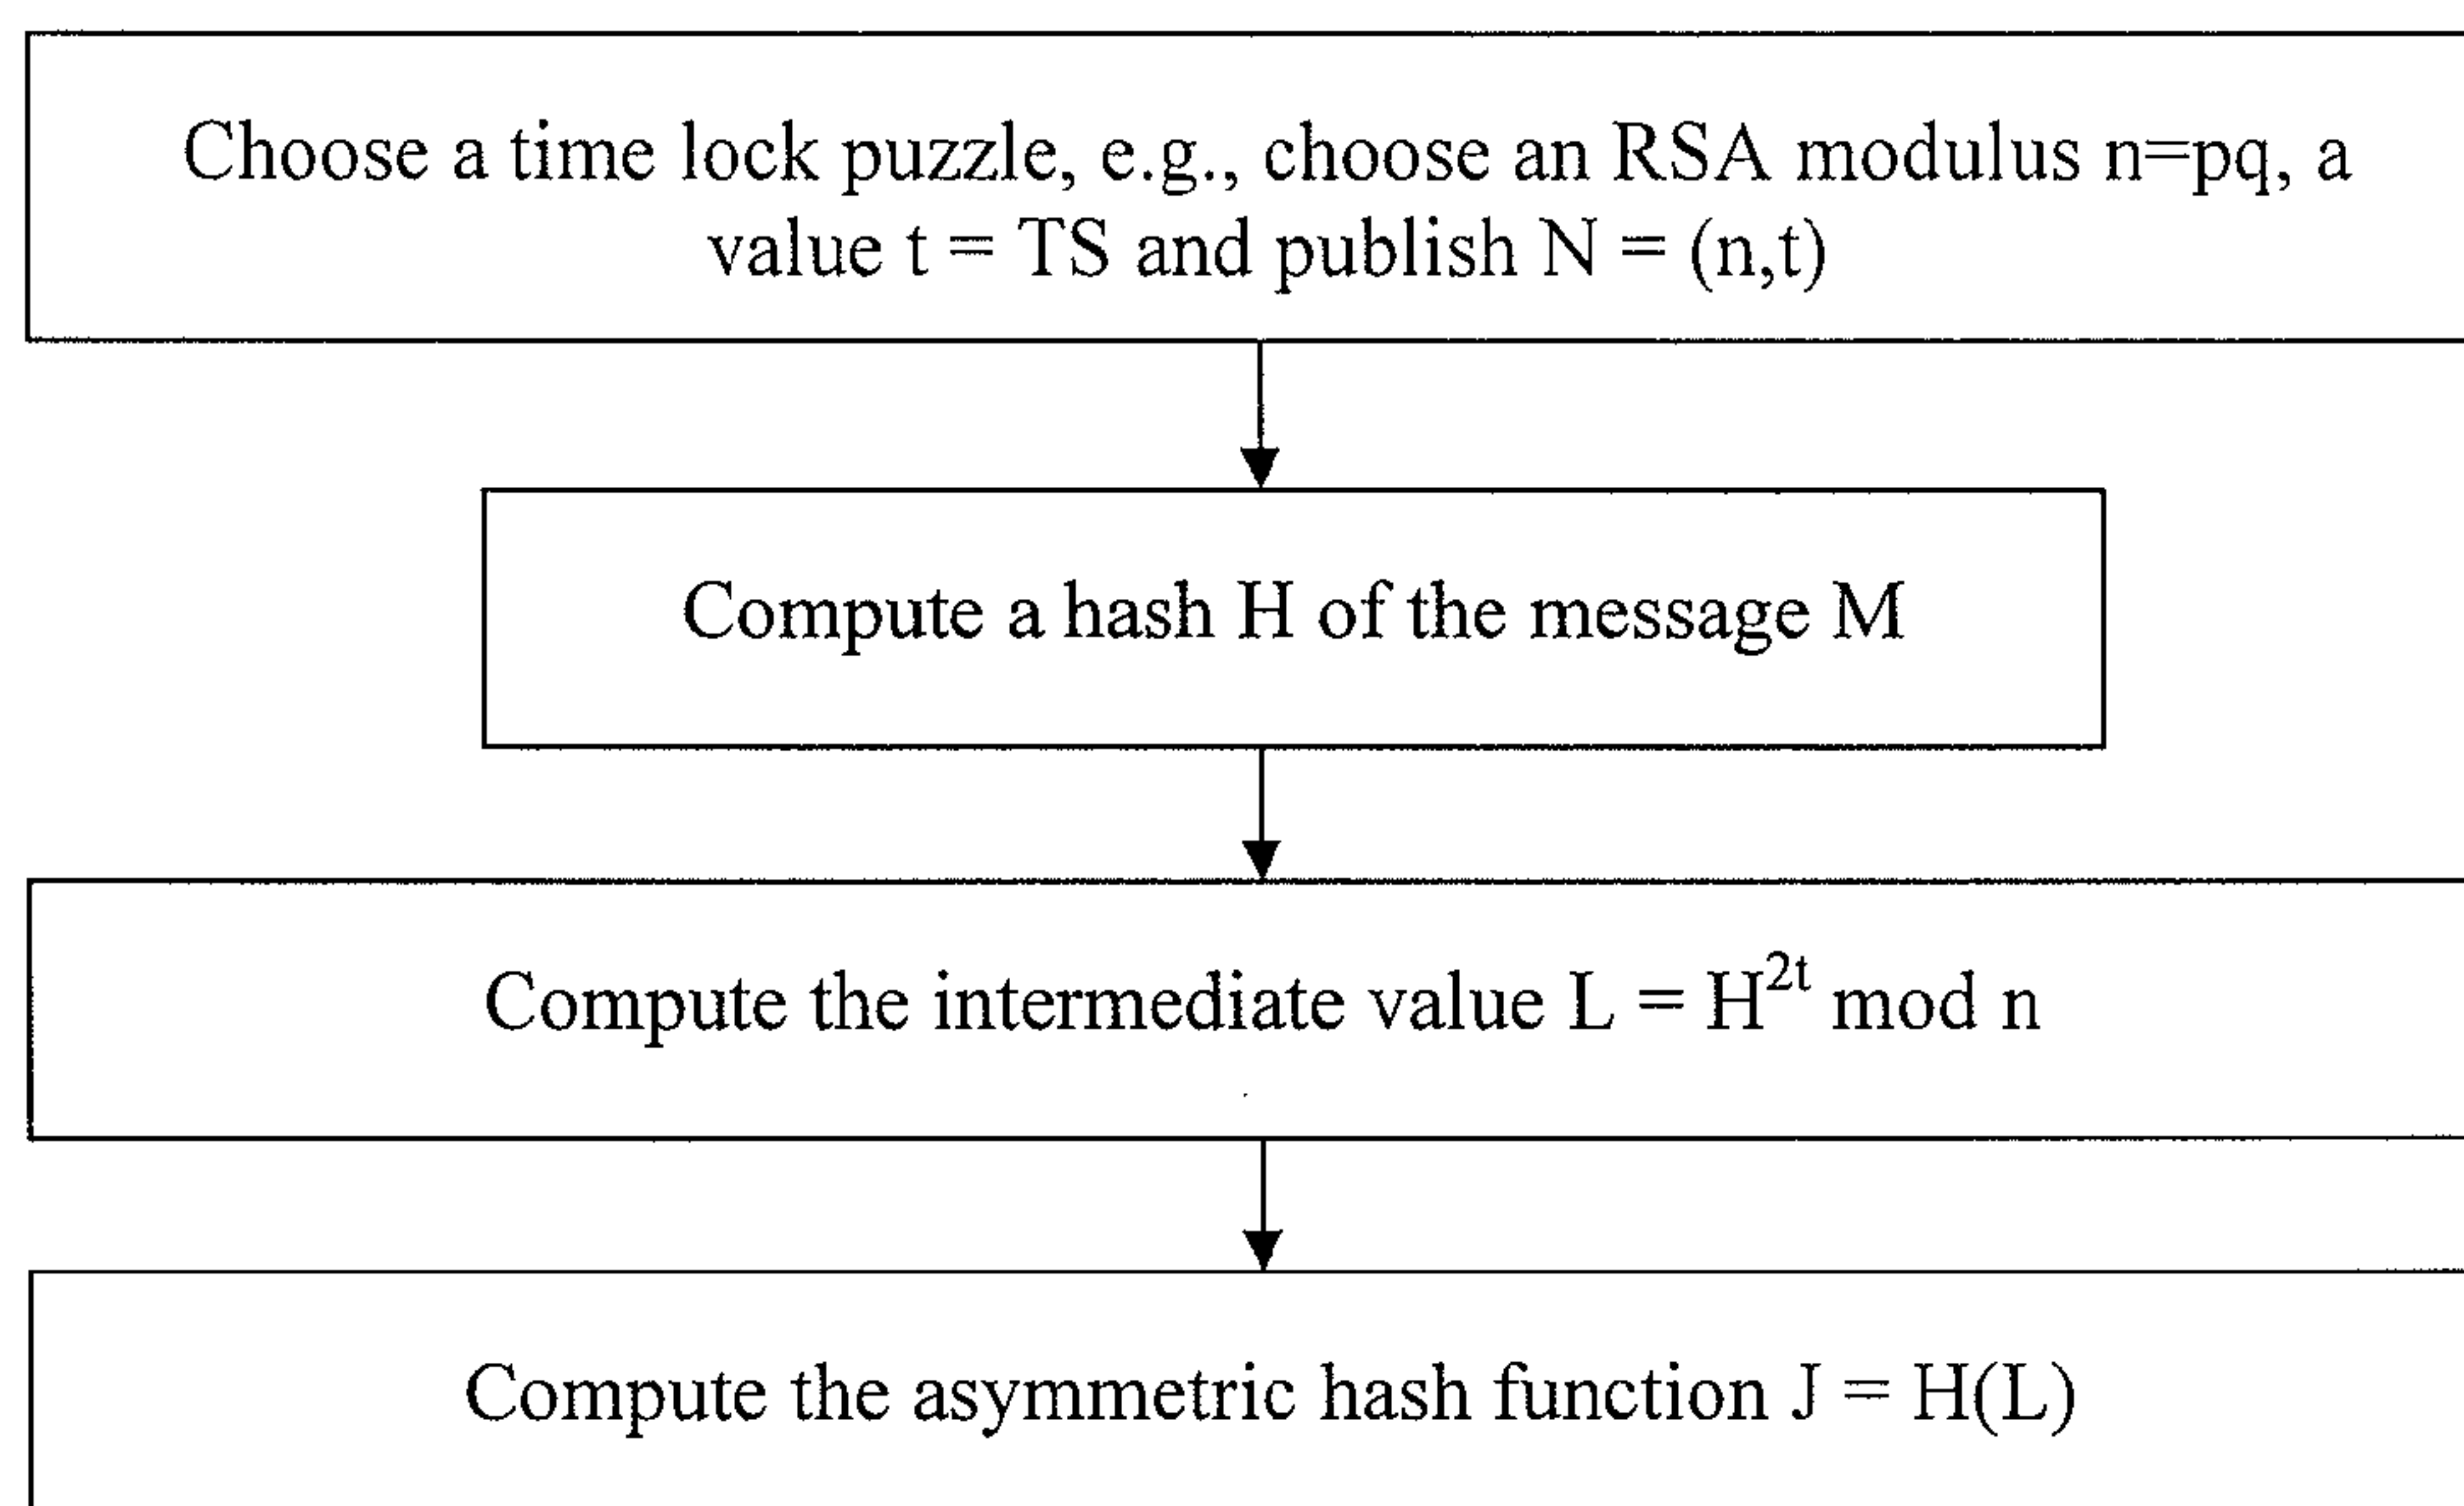 Choose a time lock puzzle, e.g., choose an RSA modulus n=pq, a
value t = TS and publish N = (n,t)
Compute a hash H of the message M
Compute the intermediate value L = H^2t mod n
Compute the asymmetric hash function J = H(L)